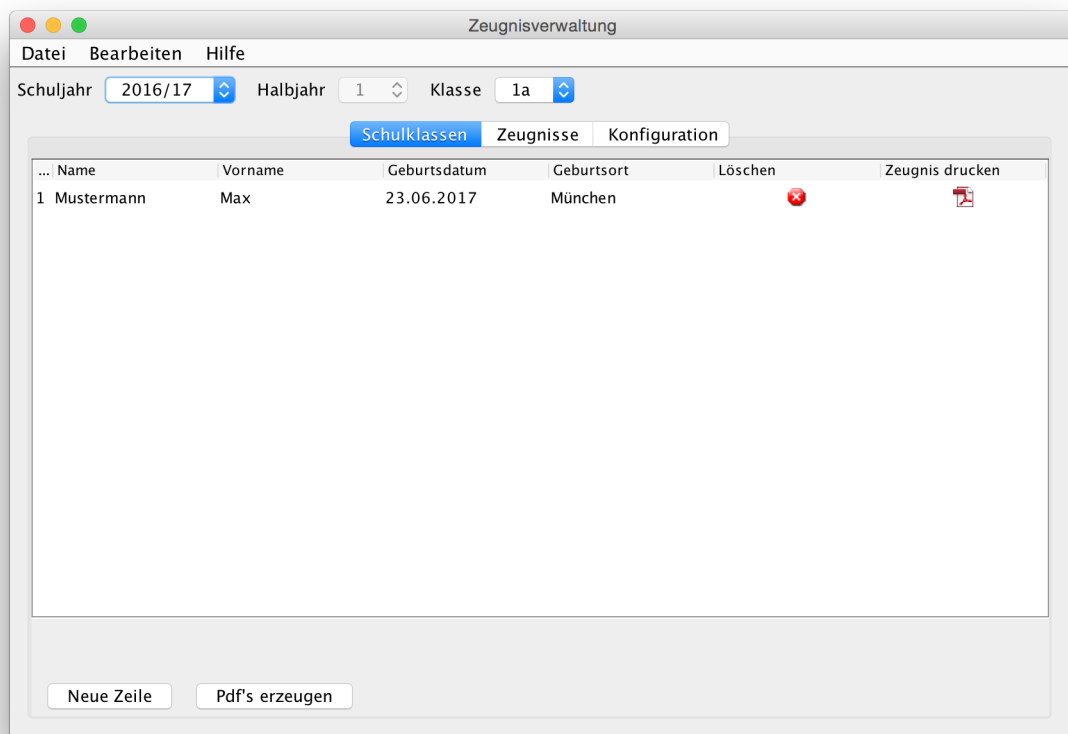 Zeugnisverwaltung
Datei Bearbeiten Hilfe
Schuljahr 2016/17 Halbjahr 1 Klasse 1a
Schulklassen Zeugnisse Konfiguration
... Name Vorname Geburtsdatum Geburtsort Löschen Zeugnis drucken
1 Mustermann Max 23.06.2017 München
Neue Zeile Pdf's erzeugen